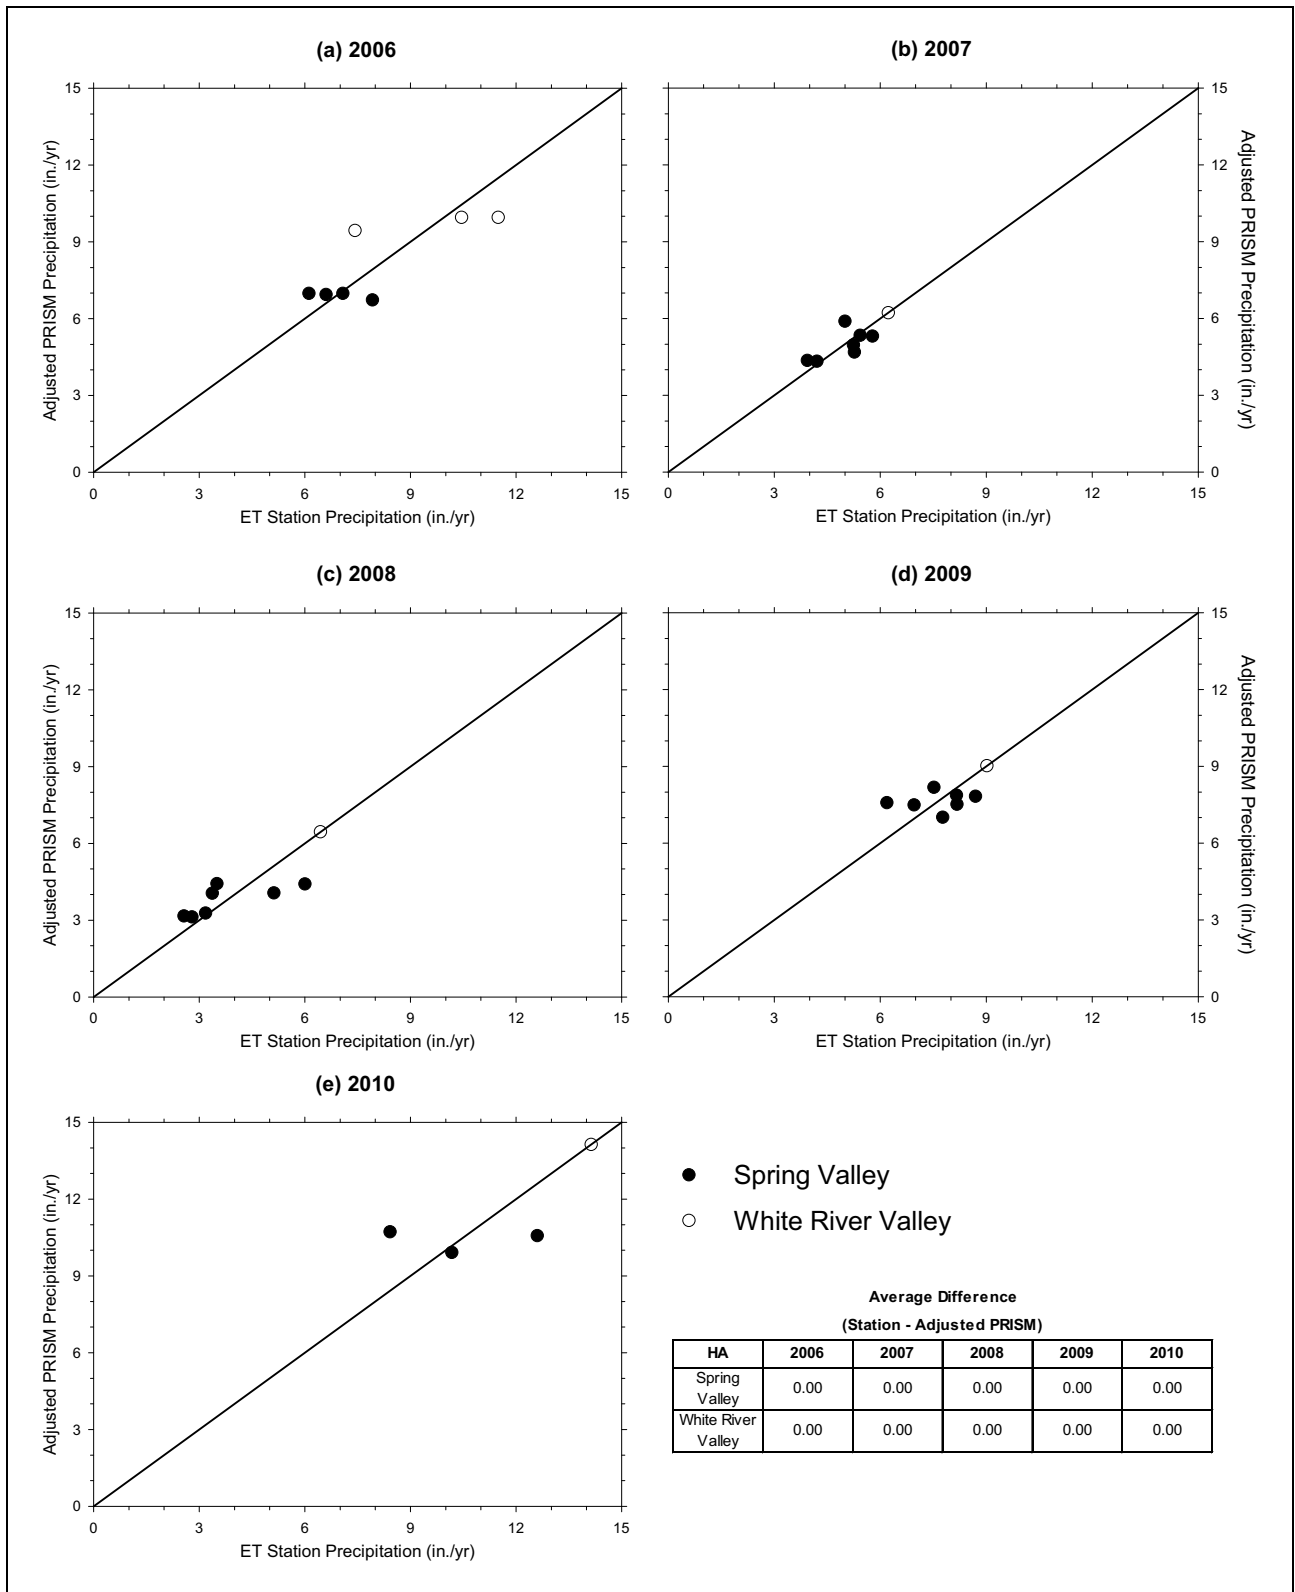 (a) 2006
15
12
9
6
3
0
0 3 6 9 12 15
Adjusted PRISM Precipitation (in./yr)
ET Station Precipitation (in./yr)
(b) 2007
15
12
9
6
3
0
0 3 6 9 12 15
Adjusted PRISM Precipitation (in./yr)
ET Station Precipitation (in./yr)
(c) 2008
15
12
9
6
3
0
0 3 6 9 12 15
Adjusted PRISM Precipitation (in./yr)
ET Station Precipitation (in./yr)
(d) 2009
15
12
9
6
3
0
0 3 6 9 12 15
Adjusted PRISM Precipitation (in./yr)
ET Station Precipitation (in./yr)
(e) 2010
15
12
9
6
3
0
0 3 6 9 12 15
Adjusted PRISM Precipitation (in./yr)
ET Station Precipitation (in./yr)
Spring Valley
White River Valley
Average Difference
(Station - Adjusted PRISM)
HA 2006 2007 2008 2009 2010
Spring
Valley 0.00 0.00 0.00 0.00 0.00
White River
Valley 0.00 0.00 0.00 0.00 0.00